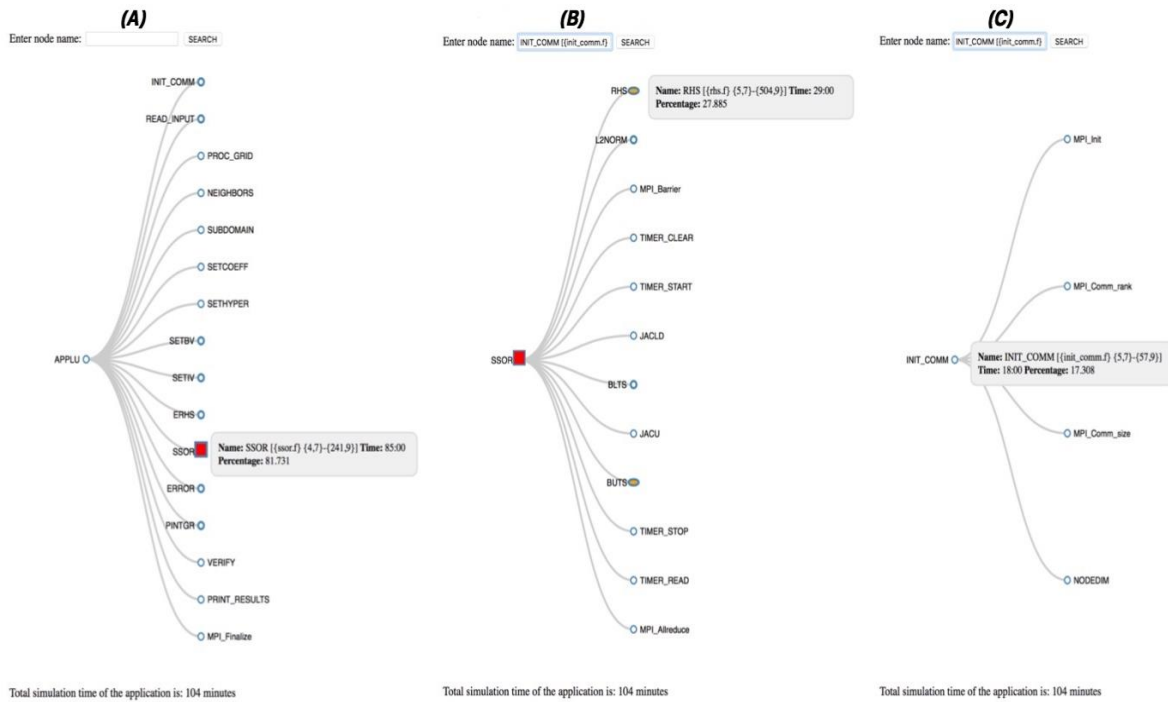 (A)
Enter node name: SEARCH
INIT_COMM
READ_INPUT
PROC_GRID
NEIGHBORS
SUBDOMAIN
SETCOEFF
SETHYPER
SETBV
APPLU
SETIV
ERHS
SSOR
Name: SSOR [{ssor.f} {4,7}-{241,9}] Time: 85:00
Percentage: 81.731
ERROR
PINTGR
VERIFY
PRINT_RESULTS
MPI_Finalize
Total simulation time of the application is: 104 minutes
(B)
Enter node name: INIT_COMM [{init_comm.f} SEARCH
RHS
Name: RHS [{rhs.f} {5,7}-{504,9}] Time: 29:00
Percentage: 27.885
L2NORM
MPI_Barrier
TIMER_CLEAR
TIMER_START
JACLD
SSOR
BLTS
JACU
BUTS
TIMER_STOP
TIMER_READ
MPI_Allreduce
Total simulation time of the application is: 104 minutes
(C)
Enter node name: INIT_COMM [{init_comm.f} SEARCH
MPI_Init
MPI_Comm_rank
INIT_COMM
Name: INIT_COMM [{init_comm.f} {5,7}-{57,9}]
Time: 18:00 Percentage: 17.308
MPI_Comm_size
NODEDIM
Total simulation time of the application is: 104 minutes